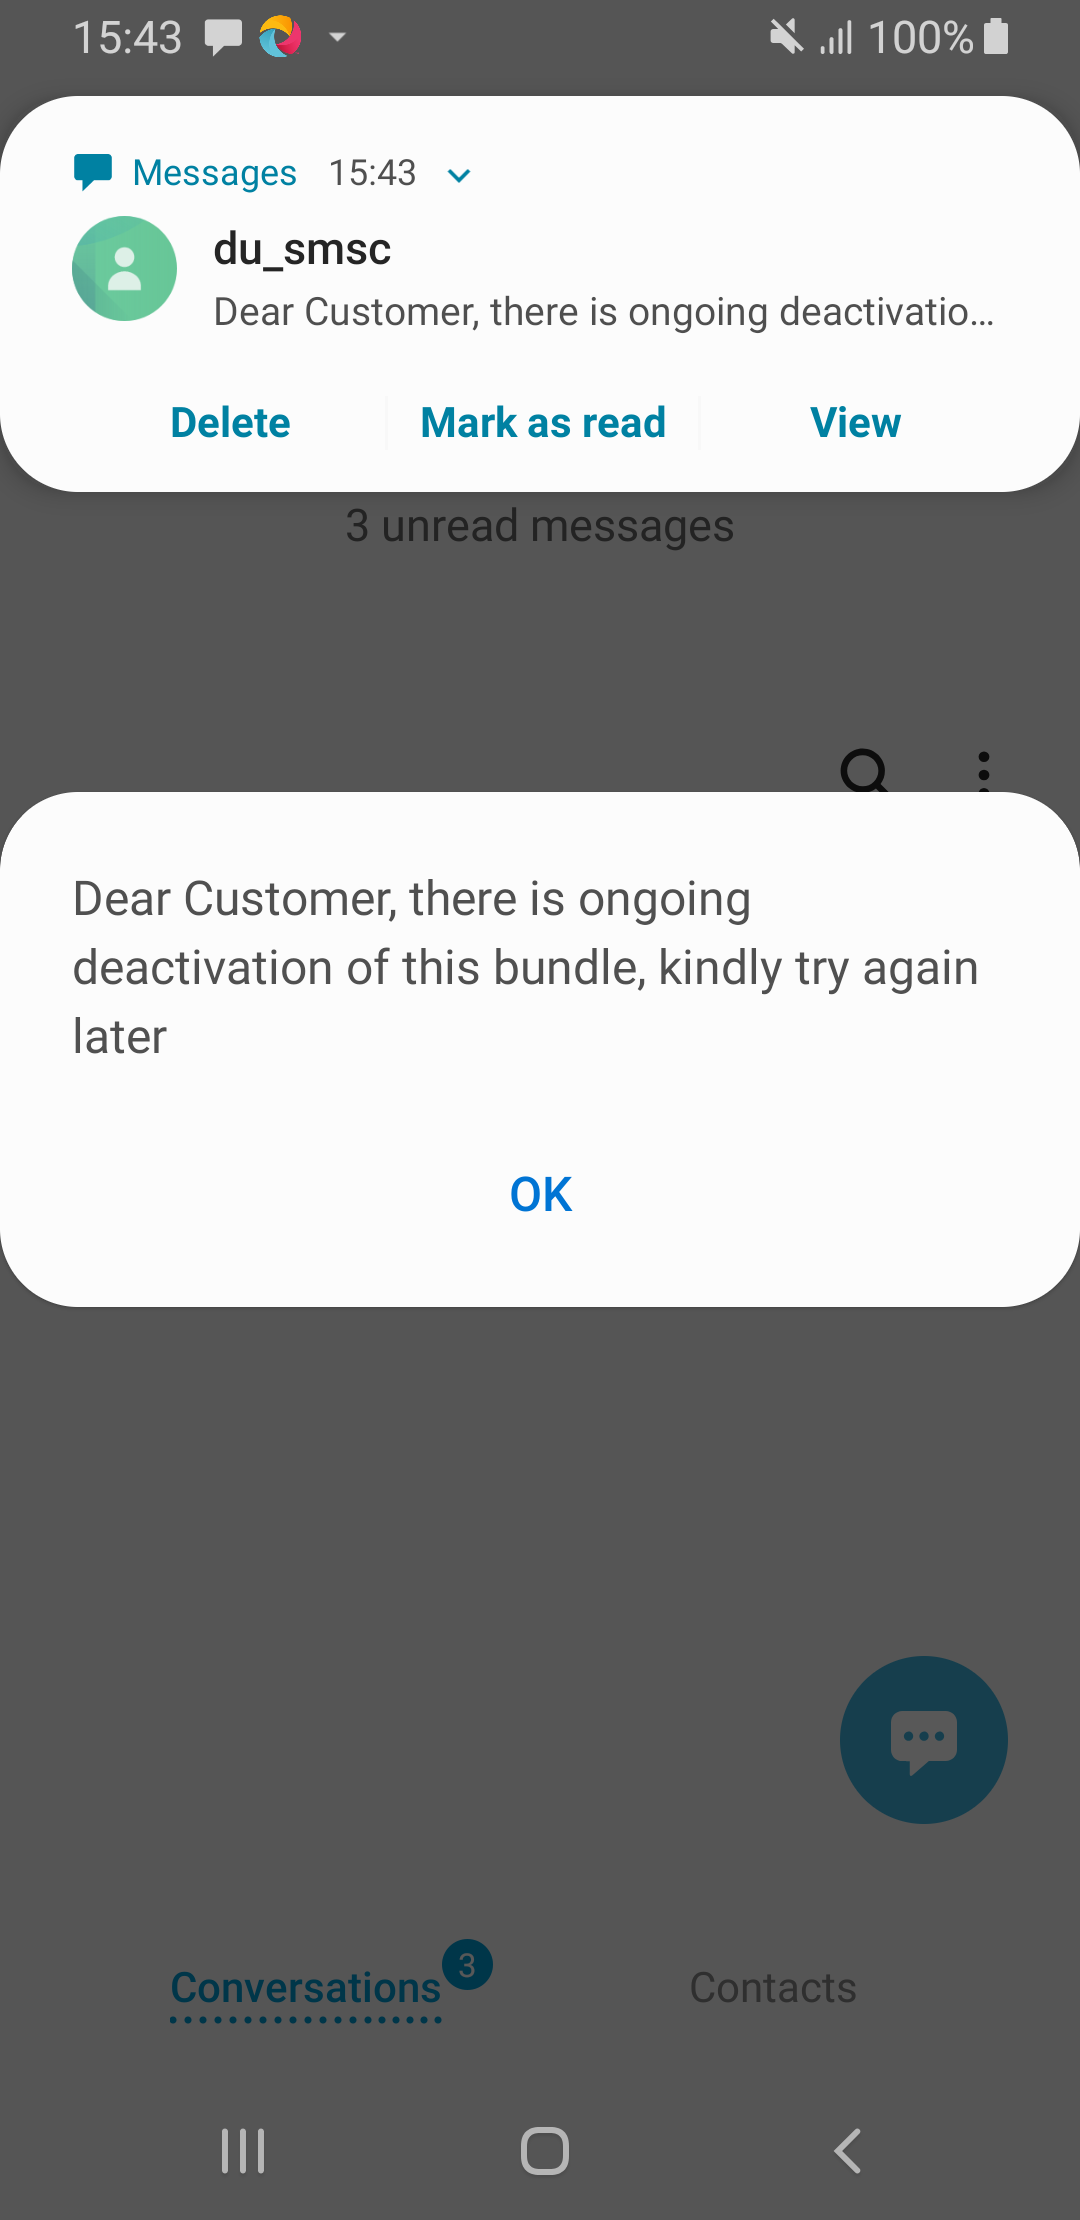 15:43
100%
Messages 15:43
du_smsc
Dear Customer, there is ongoing deactivatio...
Delete Mark as read View
3 unread messages
Dear Customer, there is ongoing
deactivation of this bundle, kindly try again
later
OK
Conversations 3 Contacts